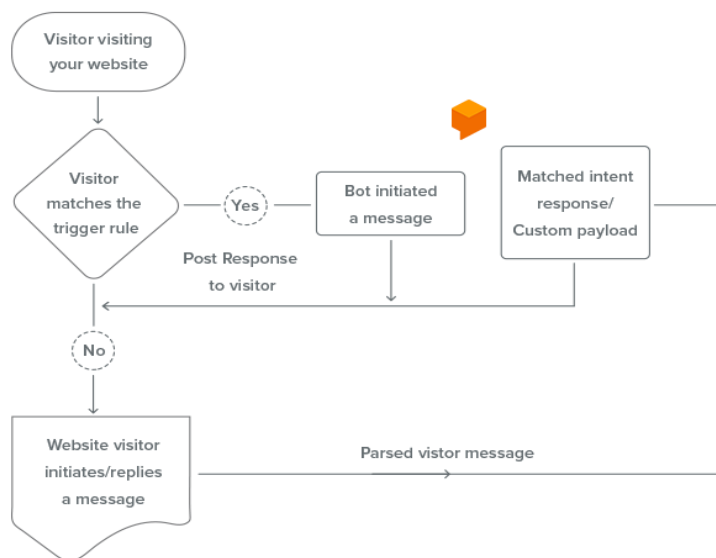 Visitor visiting
your website
Visitor
matches the
trigger rule
Yes
Bot initiated
a message
Matched intent
response/
Custom payload
Post Response
to visitor
No
Website visitor
initiates/replies
a message
Parsed vistor message